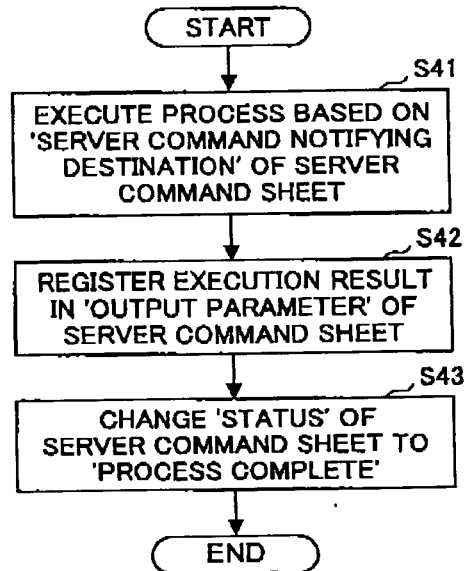 START
S41
EXECUTE PROCESS BASED ON
'SERVER COMMAND NOTIFYING
DESTINATION' OF SERVER
COMMAND SHEET
S42
REGISTER EXECUTION RESULT
IN 'OUTPUT PARAMETER' OF
SERVER COMMAND SHEET
S43
CHANGE 'STATUS' OF
SERVER COMMAND SHEET TO
'PROCESS COMPLETE'
END